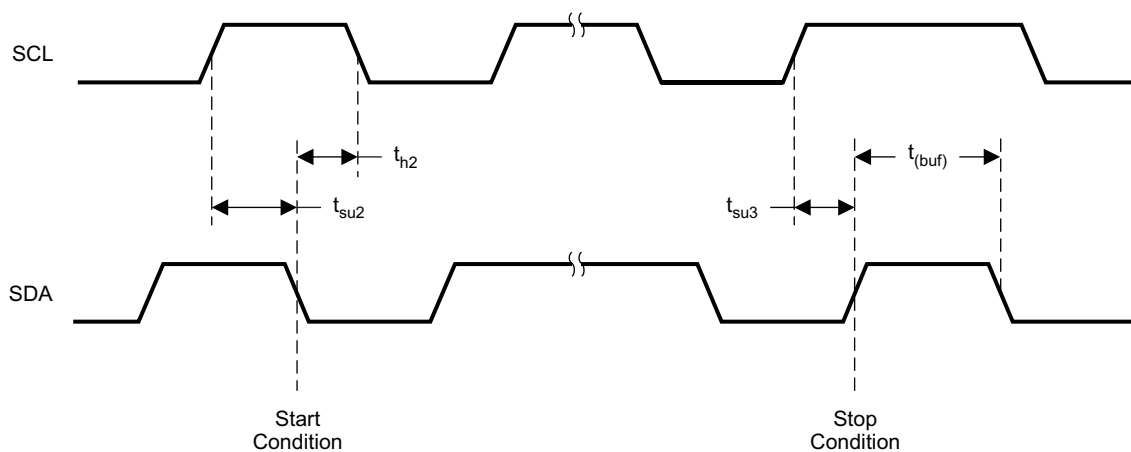 SCL
t_h2
t_(buf)
t_su2
t_su3
SDA
Start
Condition
Stop
Condition